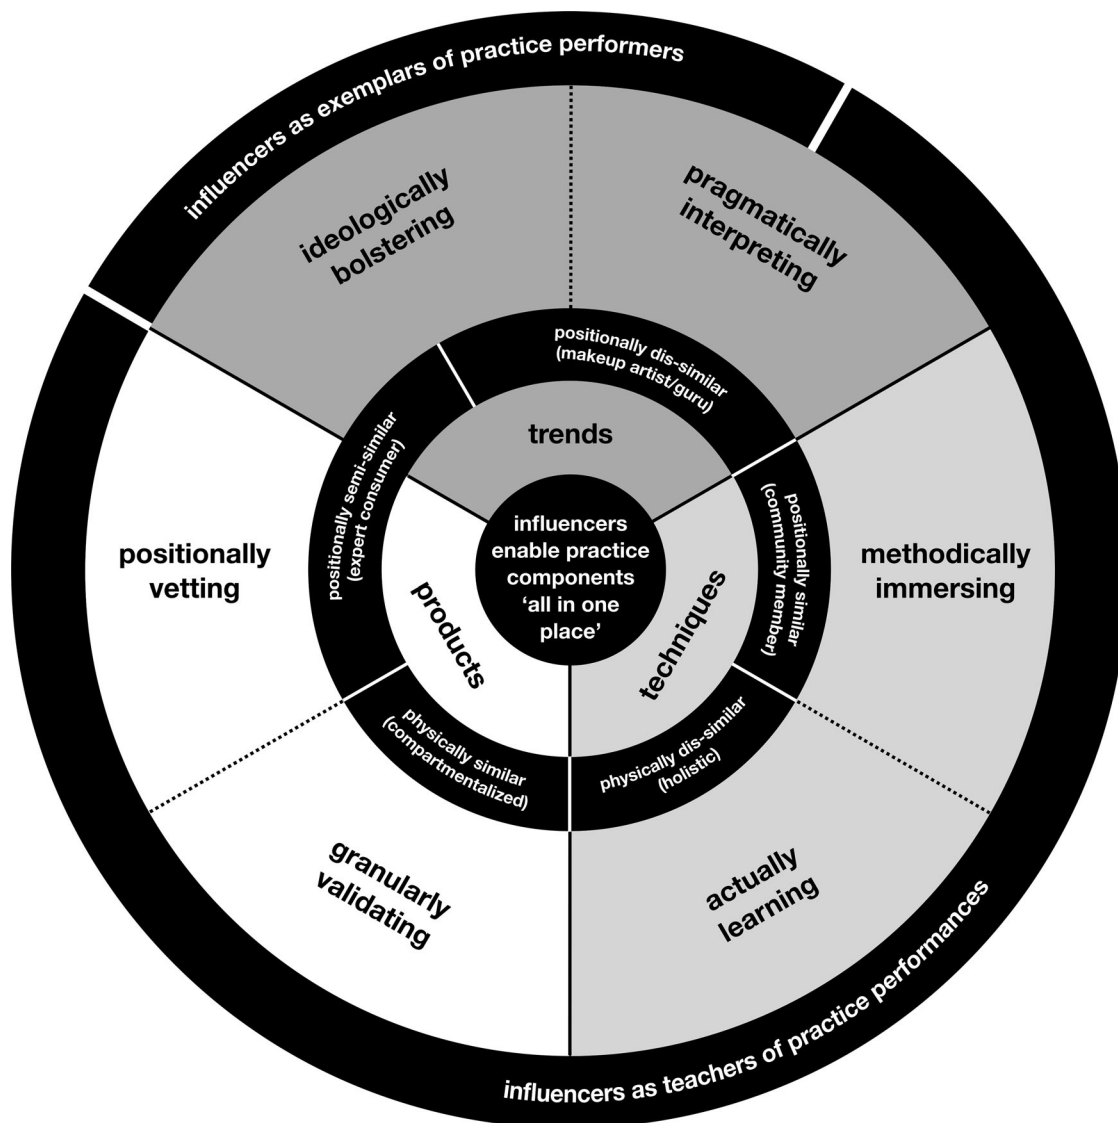 influencers as exemplars of practice performers
ideologically
bolstering
pragmatically
interpreting
positionally dis-similar
(makeup artist/guru)
trends
positionally semi-similar
(expert consumer)
positionally similar
(community member)
influencers
enable practice
components
‘all in one
place’
positionally
vetting
methodically
immersing
products
techniques
physically similar
(compartmentalized)
physically dis-similar
(holistic)
granularly
validating
actually
learning
influencers as teachers of practice performances